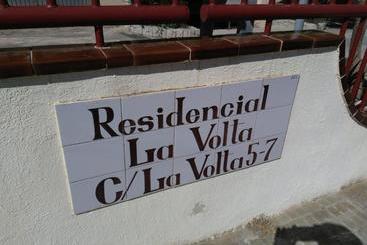 Residencial
La Volta
C/La Volta 5-7